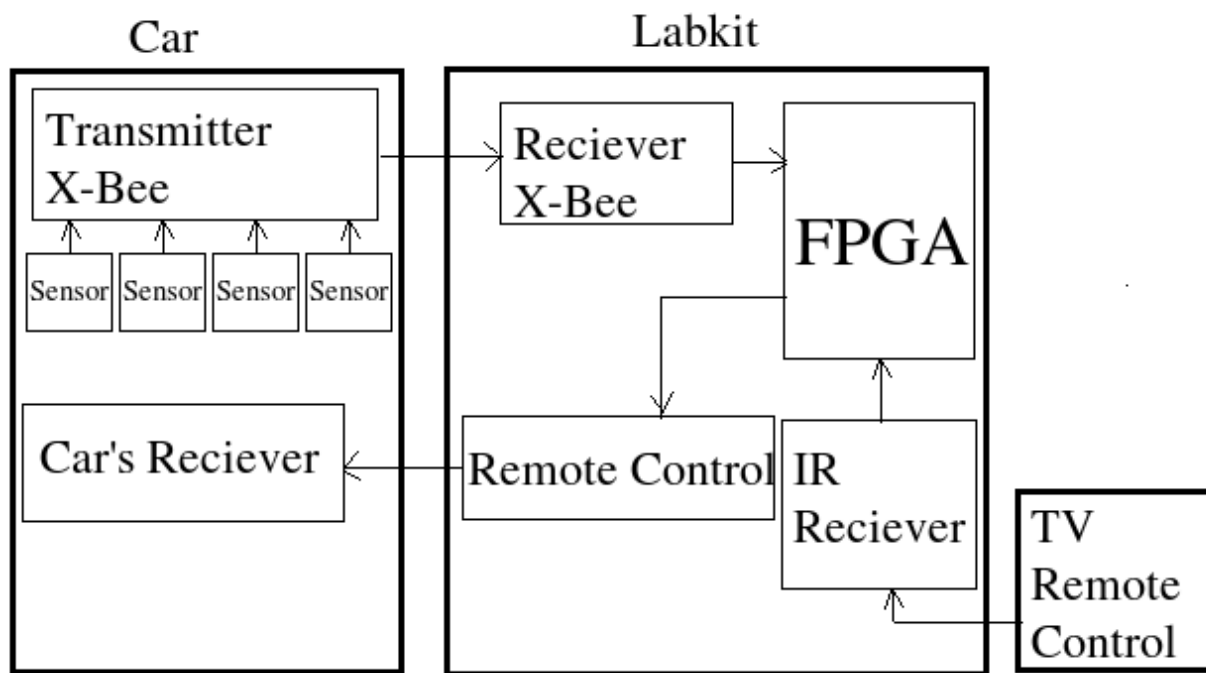 Car
Labkit
Transmitter
X-Bee
Sensor
Sensor
Sensor
Sensor
Car's Reciever
Reciever
X-Bee
FPGA
Remote Control
IR
Reciever
TV
Remote
Control